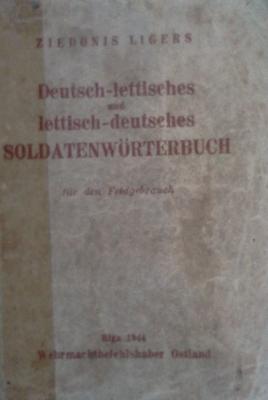 ZIEDONIS LIGERS
Deutsch-lettisches
und
lettisch-deutsches
SOLDATENWÖRTERBUCH
für den Feldgebrauch
Riga 1944
Wehrmachtbefehlshaber Ostland